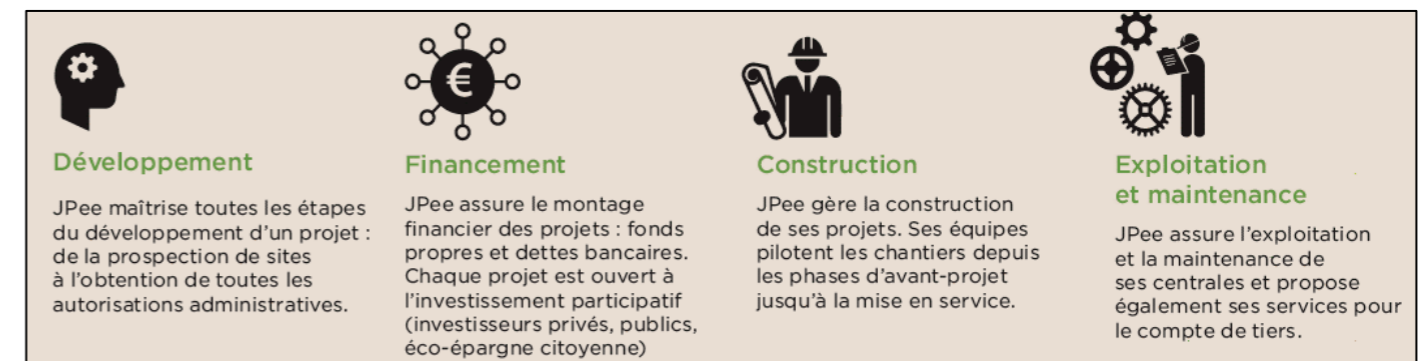 €
Développement
JPee maîtrise toutes les étapes
du développement d'un projet :
de la prospection de sites
à l'obtention de toutes les
autorisations administratives.
Financement
JPee assure le montage
financier des projets : fonds
propres et dettes bancaires.
Chaque projet est ouvert à
l'investissement participatif
(investisseurs privés, publics,
éco-épargne citoyenne)
Construction
JPee gère la construction
de ses projets. Ses équipes
pilotent les chantiers depuis
les phases d'avant-projet
jusqu'à la mise en service.
Exploitation
et maintenance
JPee assure l'exploitation
et la maintenance de
ses centrales et propose
également ses services pour
le compte de tiers.